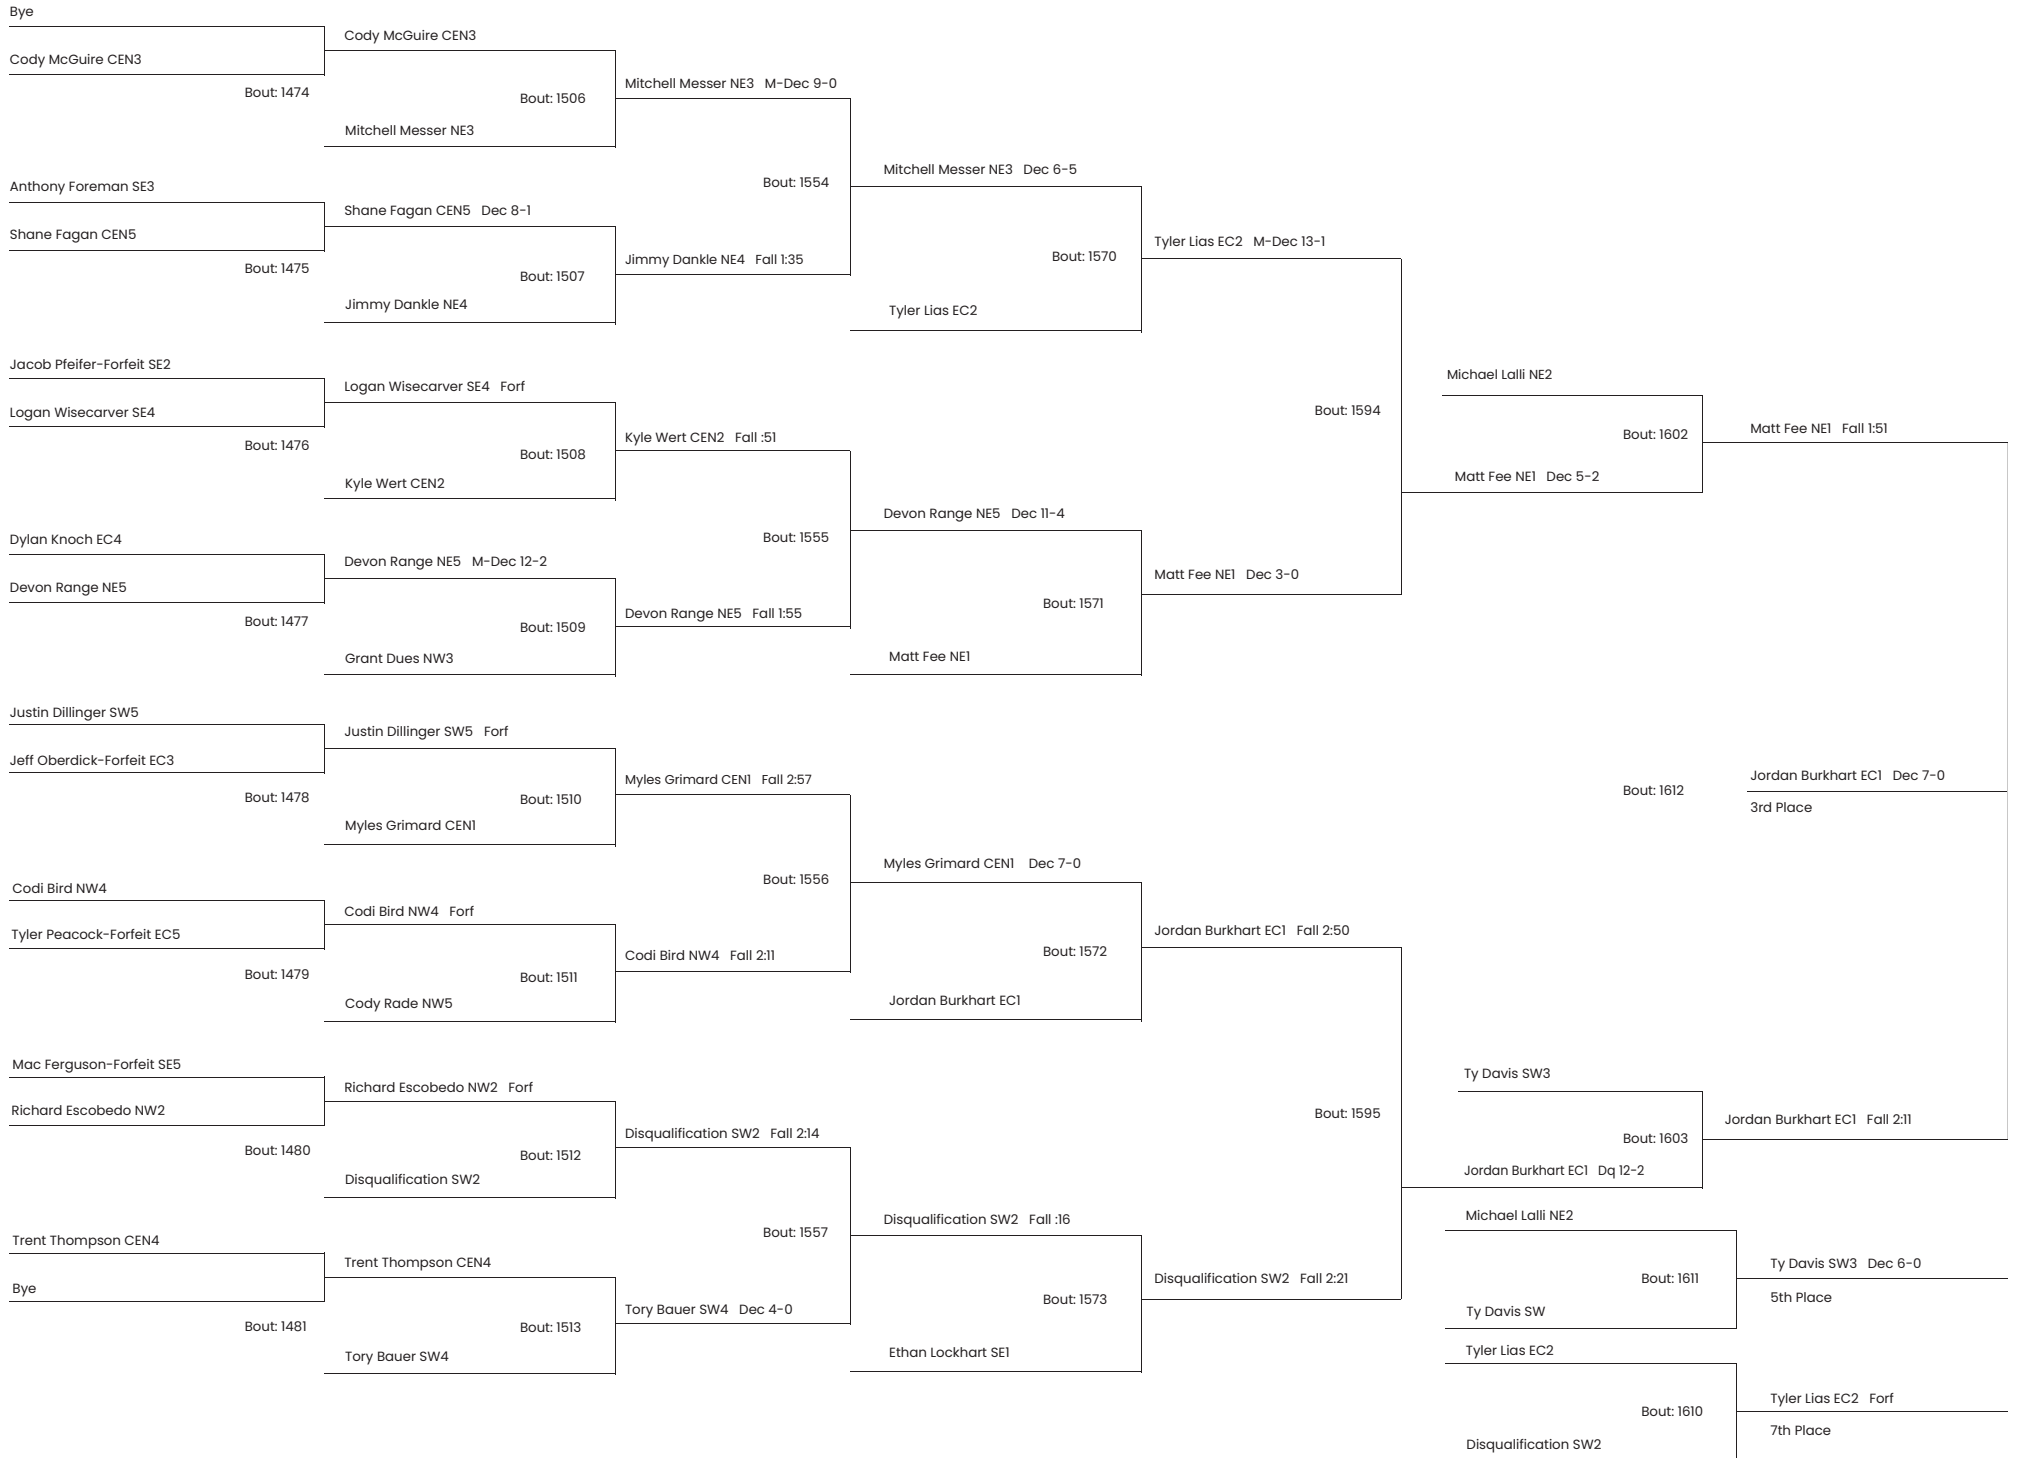 Bye
Cody McGuire CEN3
Bout: 1474
Anthony Foreman SE3
Shane Fagan CEN5
Bout: 1475
Jacob Pfeifer-Forfeit SE2
Logan Wisecarver SE4
Bout: 1476
Dylan Knoch EC4
Devon Range NE5
Bout: 1477
Justin Dillinger SW5
Jeff Oberdick-Forfeit EC3
Bout: 1478
Codi Bird NW4
Tyler Peacock-Forfeit EC5
Bout: 1479
Mac Ferguson-Forfeit SE5
Richard Escobedo NW2
Bout: 1480
Trent Thompson CEN4
Bye
Bout: 1481
Cody McGuire CEN3
Bout: 1506
Mitchell Messer NE3
Shane Fagan CEN5 Dec 8-1
Bout: 1507
Jimmy Dankle NE4
Logan Wisecarver SE4 Forf
Bout: 1508
Kyle Wert CEN2
Devon Range NE5 M-Dec 12-2
Bout: 1509
Grant Dues NW3
Justin Dillinger SW5 Forf
Bout: 1510
Myles Grimard CEN1
Codi Bird NW4 Forf
Bout: 1511
Cody Rade NW5
Richard Escobedo NW2 Forf
Bout: 1512
Disqualification SW2
Trent Thompson CEN4
Bout: 1513
Tory Bauer SW4
Mitchell Messer NE3 M-Dec 9-0
Bout: 1554
Jimmy Dankle NE4 Fall 1:35
Kyle Wert CEN2 Fall :51
Bout: 1555
Devon Range NE5 Fall 1:55
Myles Grimard CEN1 Fall 2:57
Bout: 1556
Codi Bird NW4 Fall 2:11
Disqualification SW2 Fall 2:14
Bout: 1557
Tory Bauer SW4 Dec 4-0
Mitchell Messer NE3 Dec 6-5
Bout: 1570
Tyler Lias EC2
Devon Range NE5 Dec 11-4
Bout: 1571
Matt Fee NE1
Myles Grimard CEN1 Dec 7-0
Bout: 1572
Jordan Burkhart EC1
Disqualification SW2 Fall :16
Bout: 1573
Ethan Lockhart SE1
Tyler Lias EC2 M-Dec 13-1
Bout: 1594
Matt Fee NE1 Dec 3-0
Jordan Burkhart EC1 Fall 2:50
Bout: 1595
Disqualification SW2 Fall 2:21
Michael Lalli NE2
Bout: 1602
Matt Fee NE1 Dec 5-2
Ty Davis SW3
Bout: 1603
Jordan Burkhart EC1 Dq 12-2
Matt Fee NE1 Fall 1:51
Bout: 1612
Jordan Burkhart EC1 Dec 7-0
3rd Place
Jordan Burkhart EC1 Fall 2:11
Michael Lalli NE2
Bout: 1611
Ty Davis SW
Ty Davis SW3 Dec 6-0
5th Place
Tyler Lias EC2
Bout: 1610
Disqualification SW2
Tyler Lias EC2 Forf
7th Place